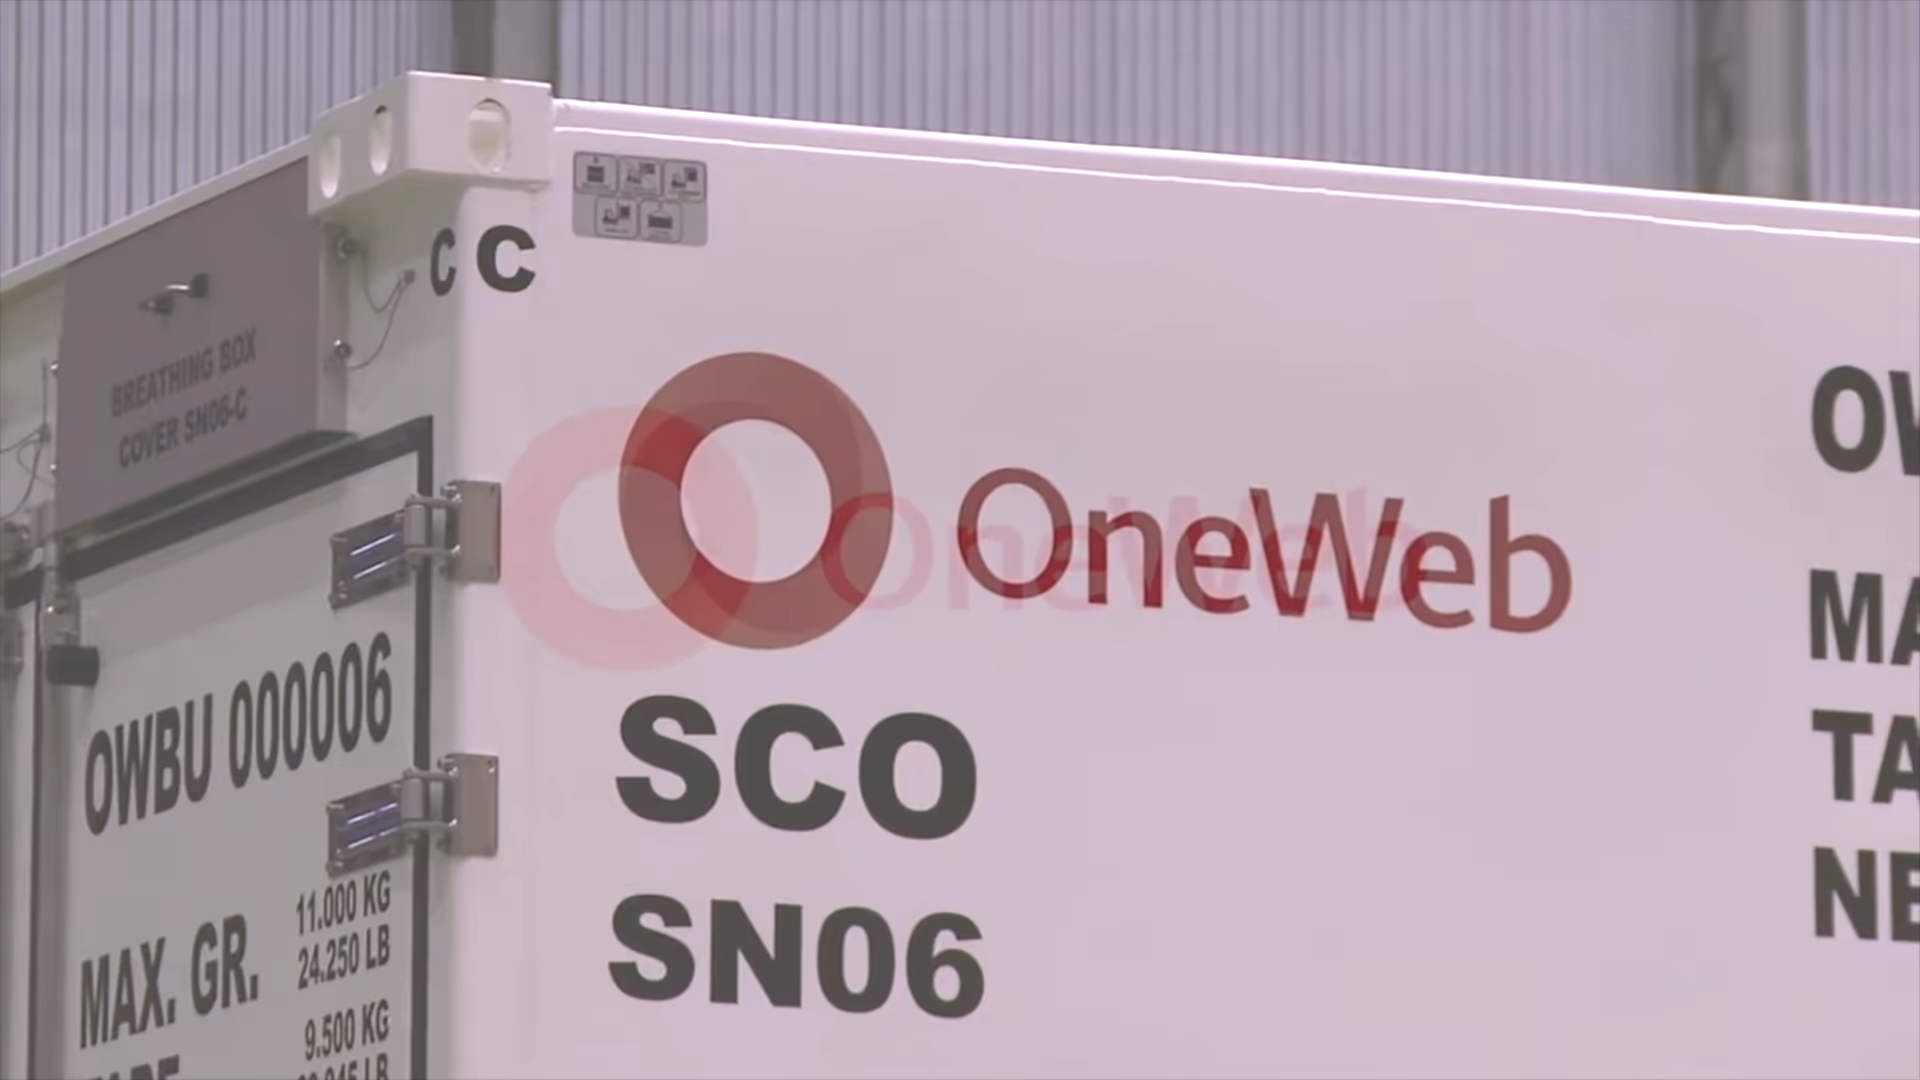 C C
BREATHING BOX
COVER SN06-C
OneWeb
OneWeb
SCO
SN06
OWBU 000006
MAX. GR.
11.000 KG
24.250 LB
9.500 KG
MA
TA
NE